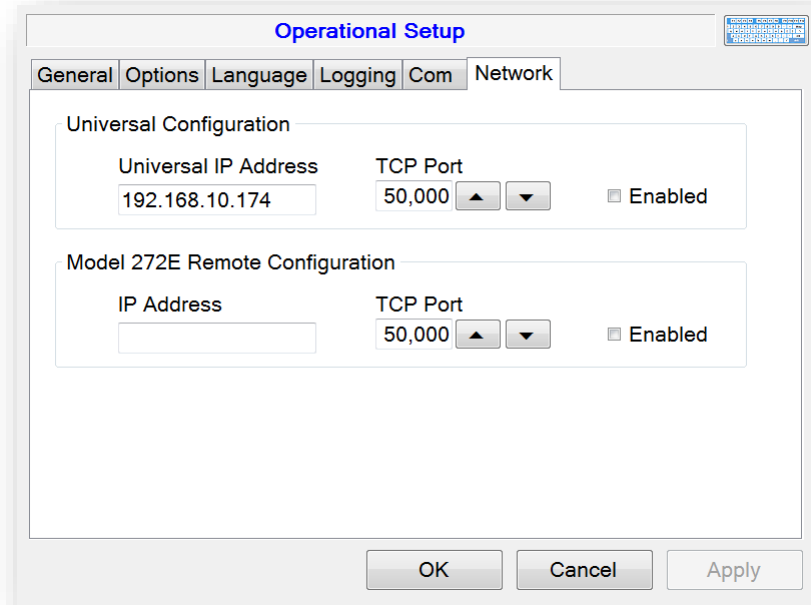 Operational Setup
General Options Language Logging Com Network
Universal Configuration
Universal IP Address TCP Port
192.168.10.174 50,000 Enabled
Model 272E Remote Configuration
IP Address TCP Port
50,000 Enabled
OK Cancel Apply